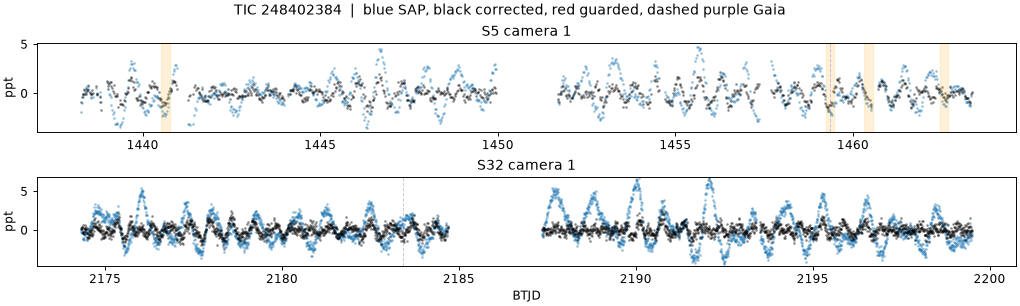 TIC 248402384 | blue SAP, black corrected, red guarded, dashed purple Gaia
S5 camera 1
ppt
5
0
1440 1445 1450 1455 1460
S32 camera 1
ppt
5
0
2175 2180 2185 2190 2195 2200
BTJD